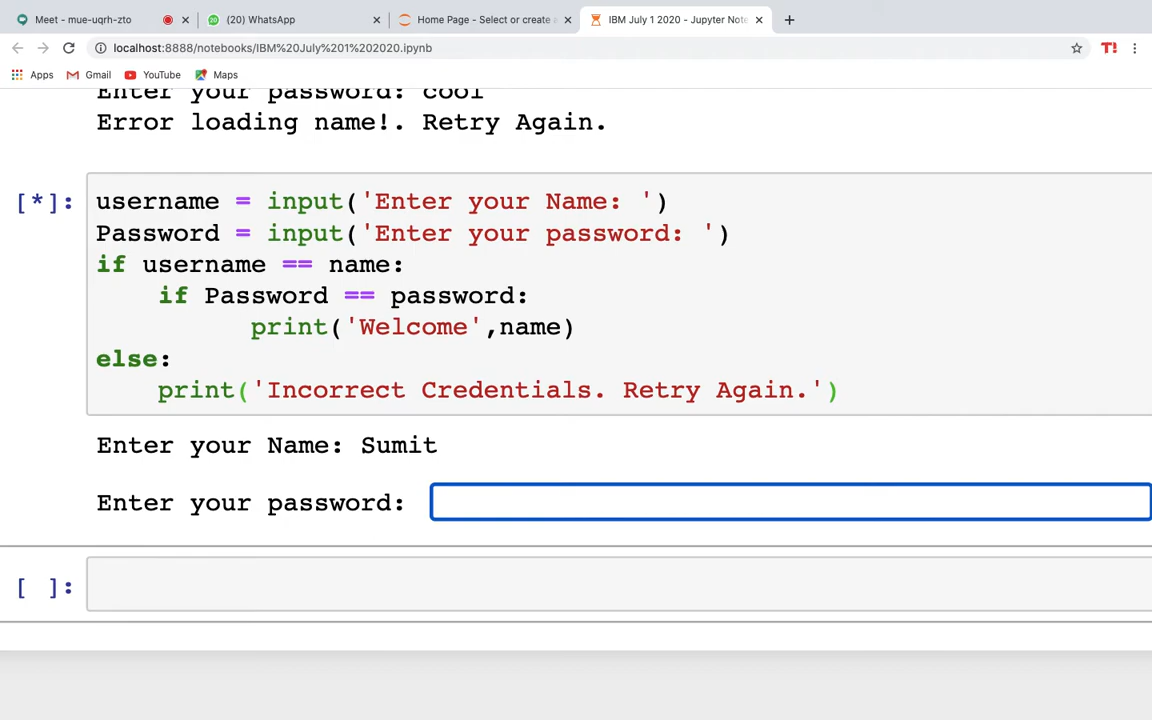 Meet - mue-uqrh-zto
(20) WhatsApp
Home Page - Select or create a
IBM July 1 2020 - Jupyter Note
localhost:8888/notebooks/IBM%20July%201%202020.ipynb
T!
Apps
Gmail
YouTube
Maps
Enter your password: cool
Error loading name!. Retry Again.
[*]:
username = input('Enter your Name: ')
Password = input('Enter your password: ')
if username == name:
    if Password == password:
          print('Welcome',name)
else:
    print('Incorrect Credentials. Retry Again.')
Enter your Name: Sumit
Enter your password:
[ ]: